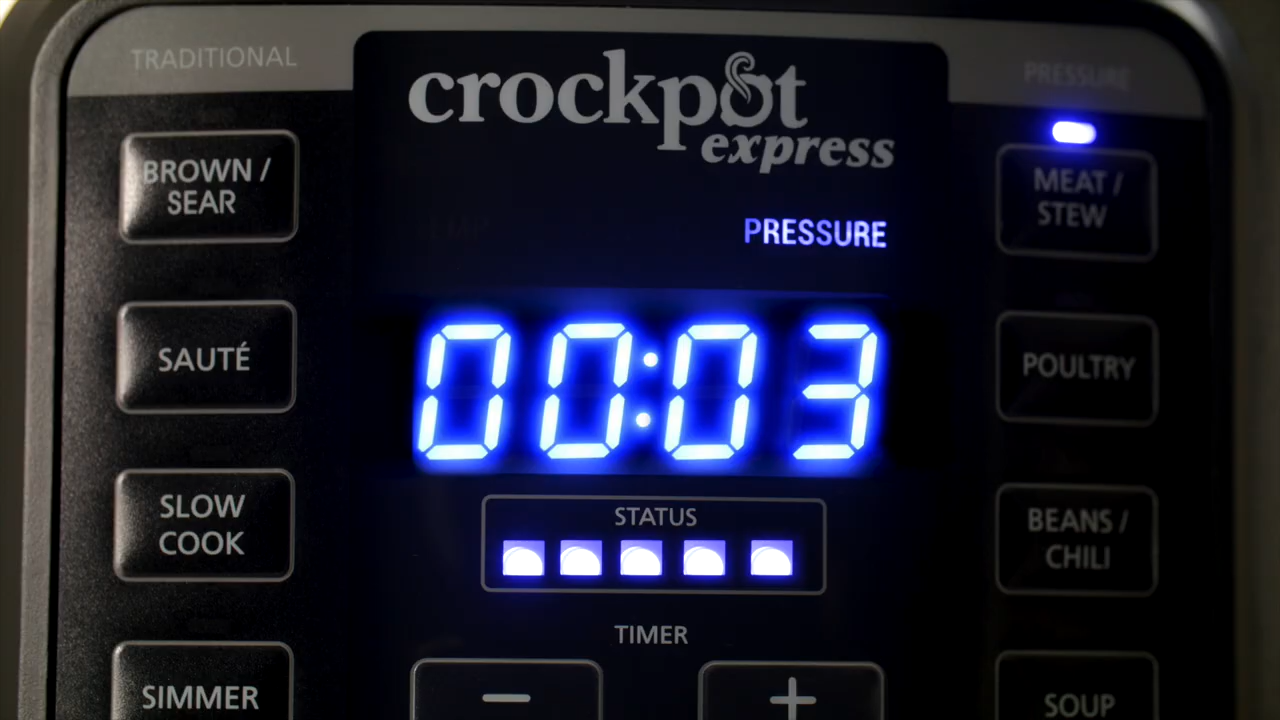 TRADITIONAL
crockpot
express
PRESSURE
PRESSURE
BROWN /
SEAR
MEAT /
STEW
00:03
SAUTÉ
POULTRY
SLOW
COOK
STATUS
BEANS /
CHILI
TIMER
SIMMER
−
+
SOUP